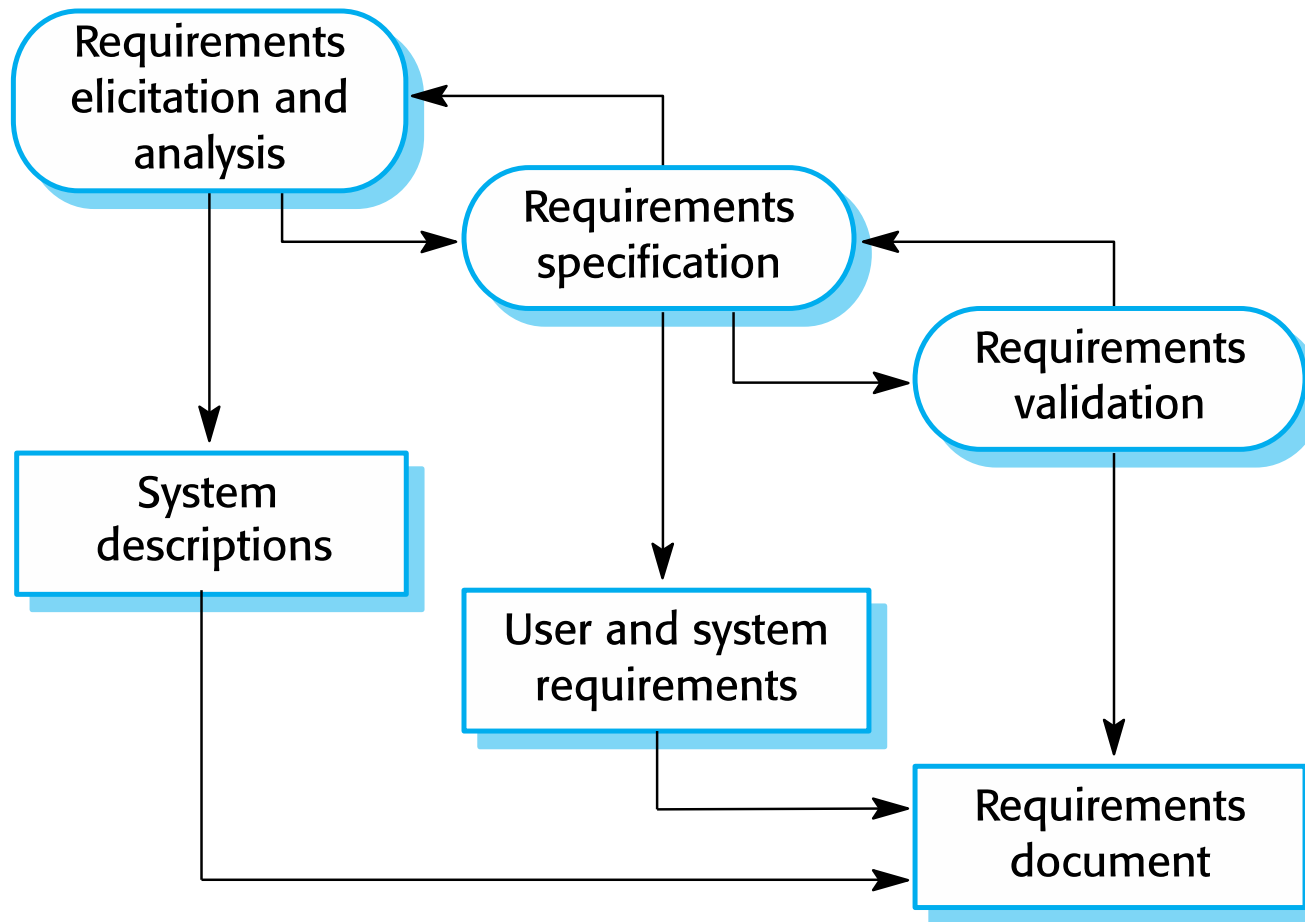 Requirements
elicitation and
analysis
Requirements
specification
Requirements
validation
System
descriptions
User and system
requirements
Requirements
document